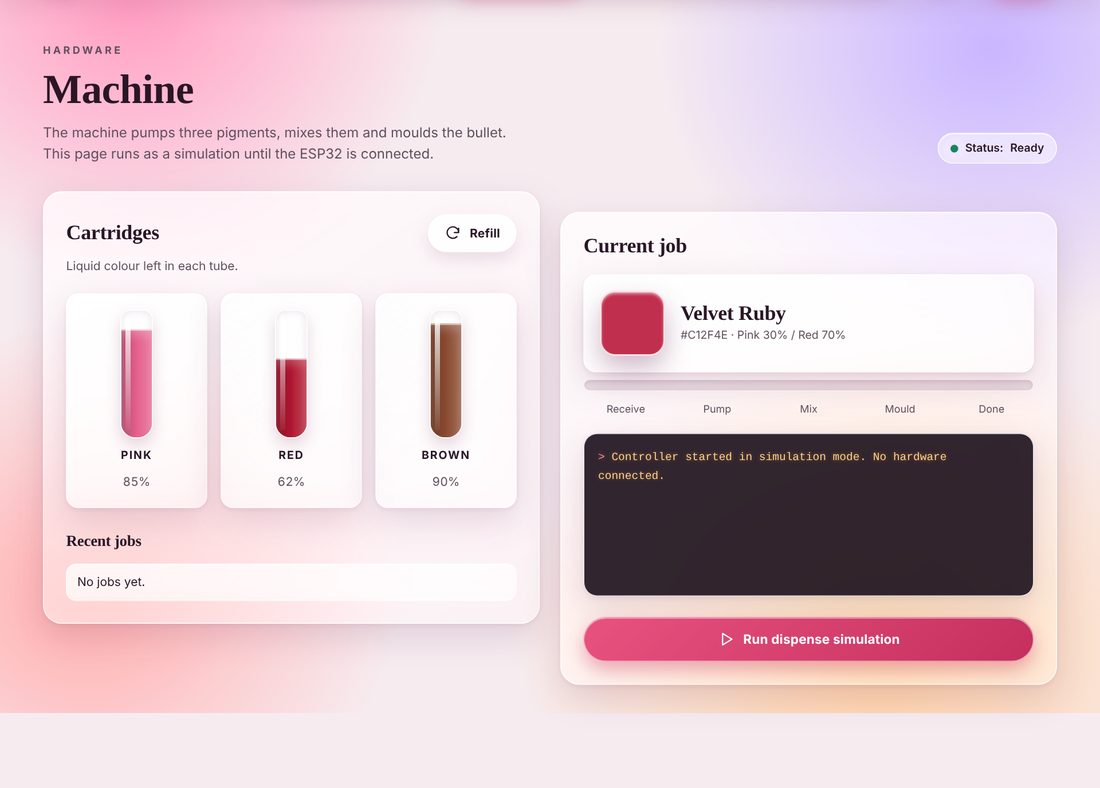 HARDWARE
Machine
The machine pumps three pigments, mixes them and moulds the bullet.
This page runs as a simulation until the ESP32 is connected.
Status: Ready
Cartridges
Refill
Liquid colour left in each tube.
PINK
85%
RED
62%
BROWN
90%
Recent jobs
No jobs yet.
Current job
Velvet Ruby
#C12F4E · Pink 30% / Red 70%
Receive
Pump
Mix
Mould
Done
> Controller started in simulation mode. No hardware
connected.
Run dispense simulation